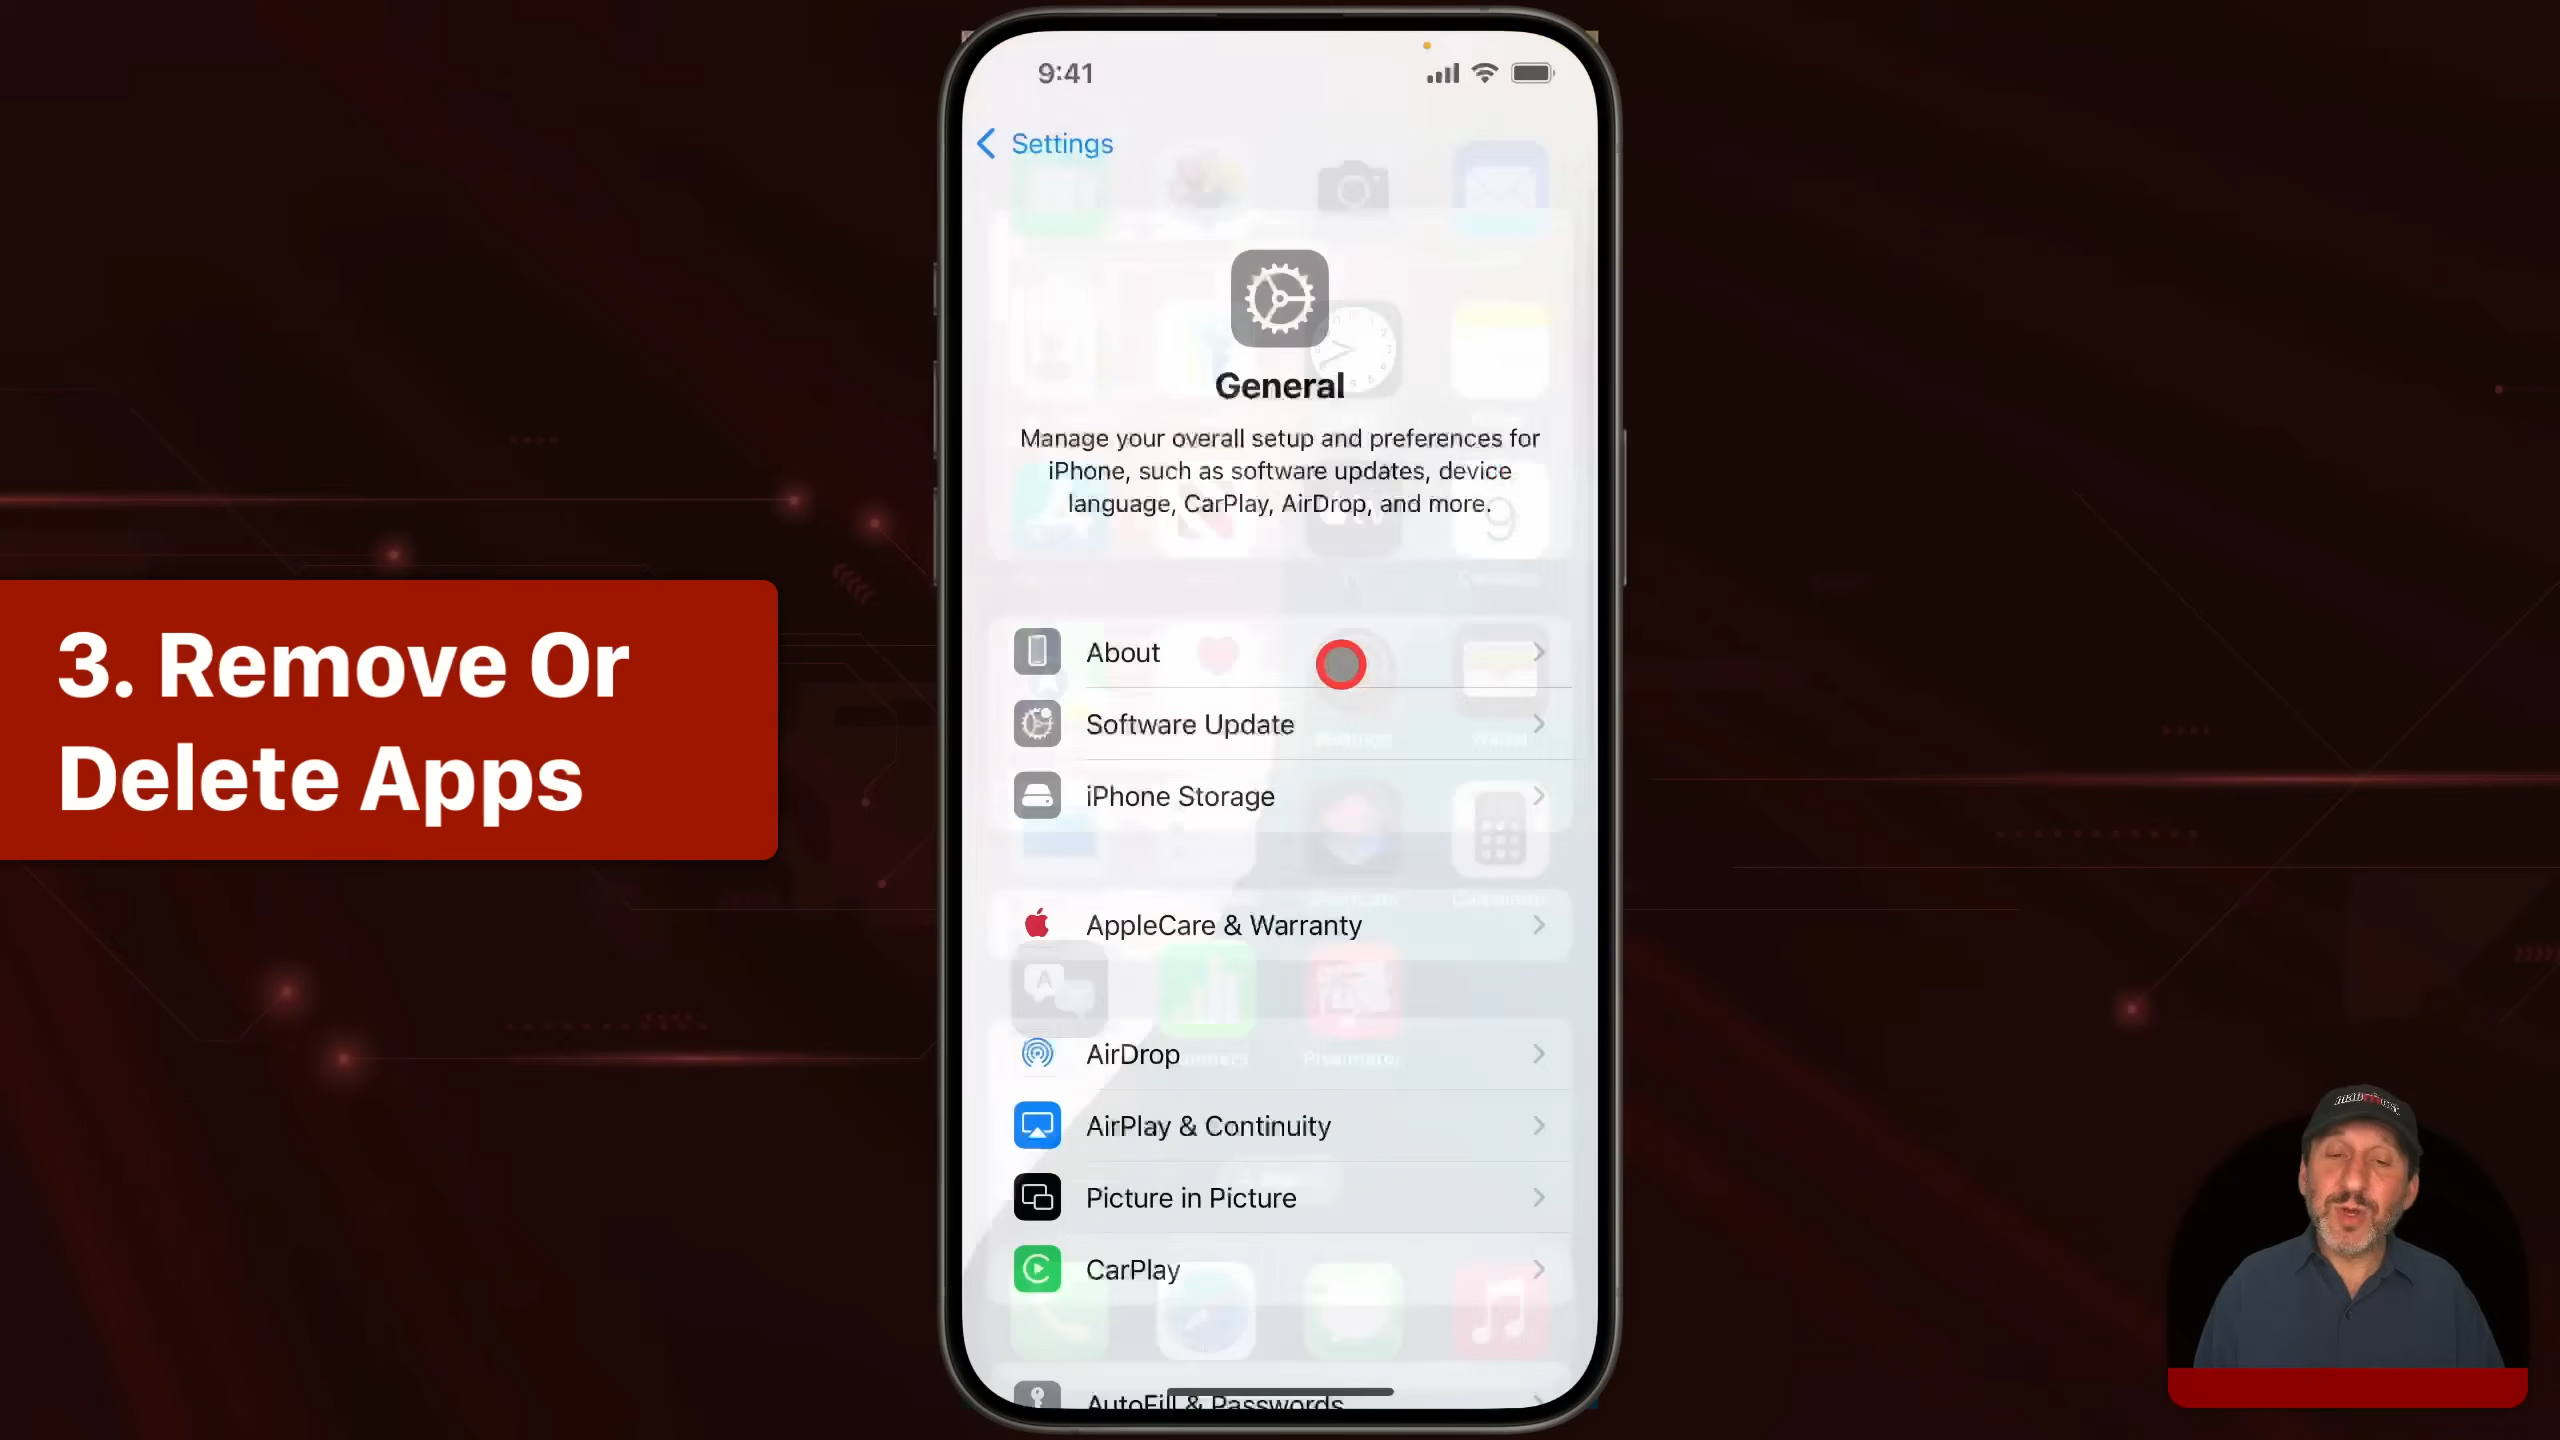 9:41
Settings
General
Manage your overall setup and preferences for
iPhone, such as software updates, device
language, CarPlay, AirDrop, and more.
3. Remove Or
Delete Apps
About
Software Update
iPhone Storage
AppleCare & Warranty
AirDrop
AirPlay & Continuity
Picture in Picture
CarPlay
AutoFill & Passwords